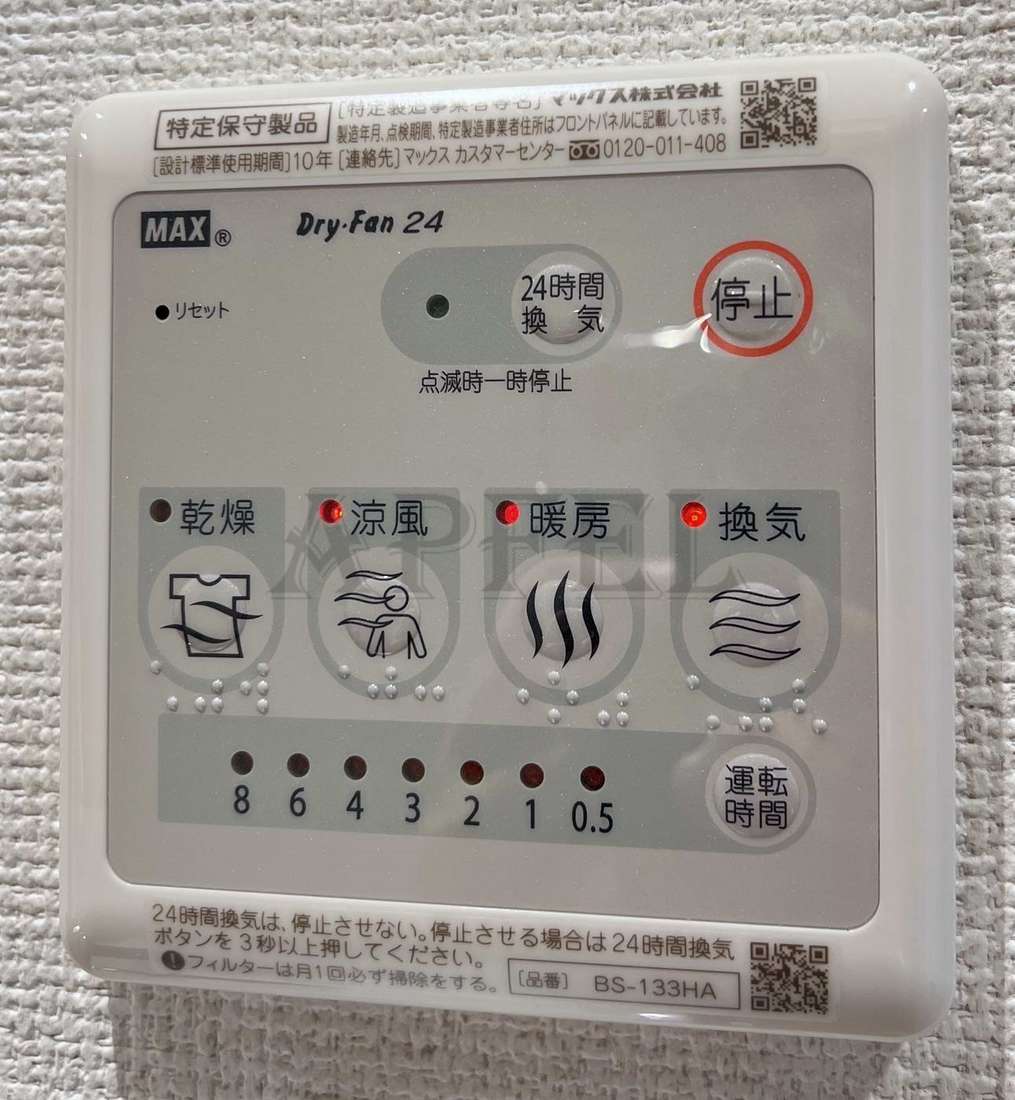 特定保守製品
[特定製造事業者等名] マックス株式会社
製造年月、点検期間、特定製造事業者住所はフロントパネルに記載しています。
[設計標準使用期間]10年 [連絡先]マックス カスタマーセンター 0120-011-408
MAX®
Dry・Fan 24
リセット
24時間
換 気
停止
点滅時一時停止
乾燥
涼風
暖房
換気
APFEL
8 6 4 3 2 1 0.5
運転
時間
24時間換気は、停止させない。停止させる場合は24時間換気
ボタンを3秒以上押してください。
フィルターは月1回必ず掃除をする。
[品番] BS-133HA